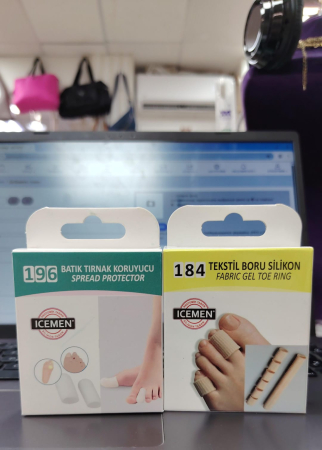 196
BATIK TIRNAK KORUYUCU
SPREAD PROTECTOR
ICEMEN
184
TEKSTİL BORU SİLİKON
FABRIC GEL TOE RING
ICEMEN